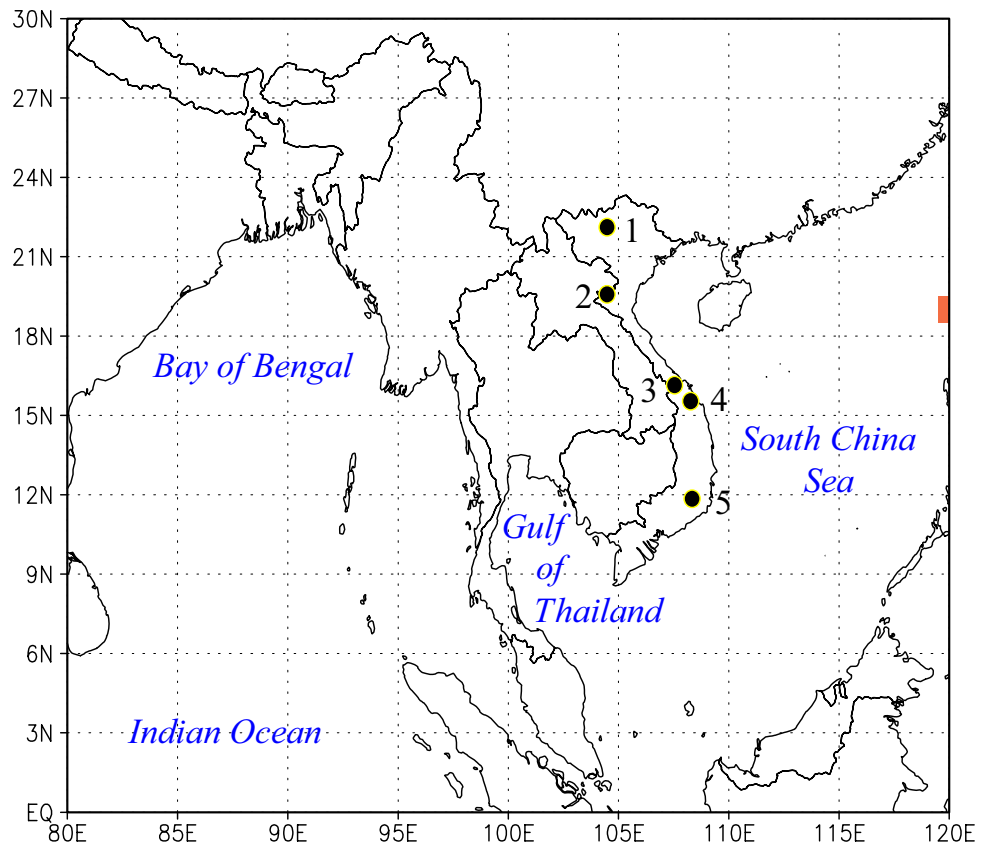 30N
27N
24N
21N
1
2
18N
Bay of Bengal
3
4
15N
South China
Sea
12N
5
Gulf
of
Thailand
9N
6N
Indian Ocean
3N
EQ
80E 85E 90E 95E 100E 105E 110E 115E 120E